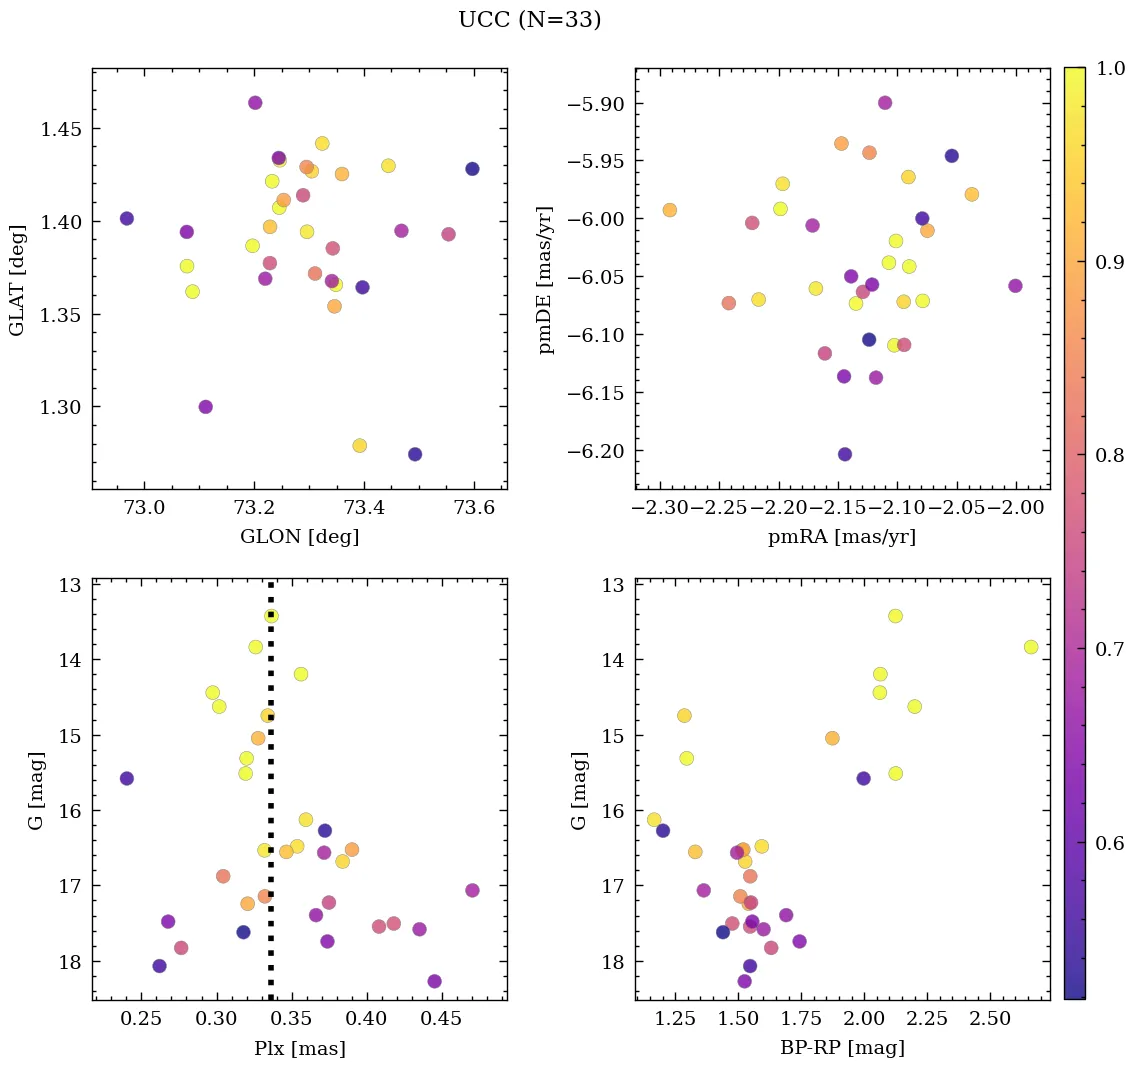 UCC (N=33)
1.45
1.40
1.35
1.30
GLAT [deg]
73.0 73.2 73.4 73.6
GLON [deg]
−5.90
−5.95
−6.00
−6.05
−6.10
−6.15
−6.20
pmDE [mas/yr]
−2.30 −2.25 −2.20 −2.15 −2.10 −2.05 −2.00
pmRA [mas/yr]
1.0
0.9
0.8
0.7
0.6
13
14
15
16
17
18
G [mag]
0.25 0.30 0.35 0.40 0.45
Plx [mas]
13
14
15
16
17
18
G [mag]
1.25 1.50 1.75 2.00 2.25 2.50
BP-RP [mag]